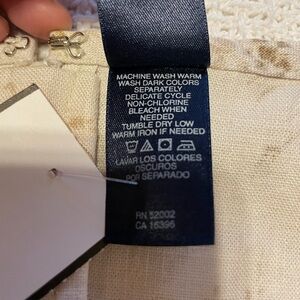 MACHINE WASH WARM
WASH DARK COLORS
SEPARATELY
DELICATE CYCLE
NON-CHLORINE
BLEACH WHEN
NEEDED
TUMBLE DRY LOW
WARM IRON IF NEEDED
LAVAR LOS COLORES
OSCUROS
POR SEPARADO
RN 52002
CA 16395